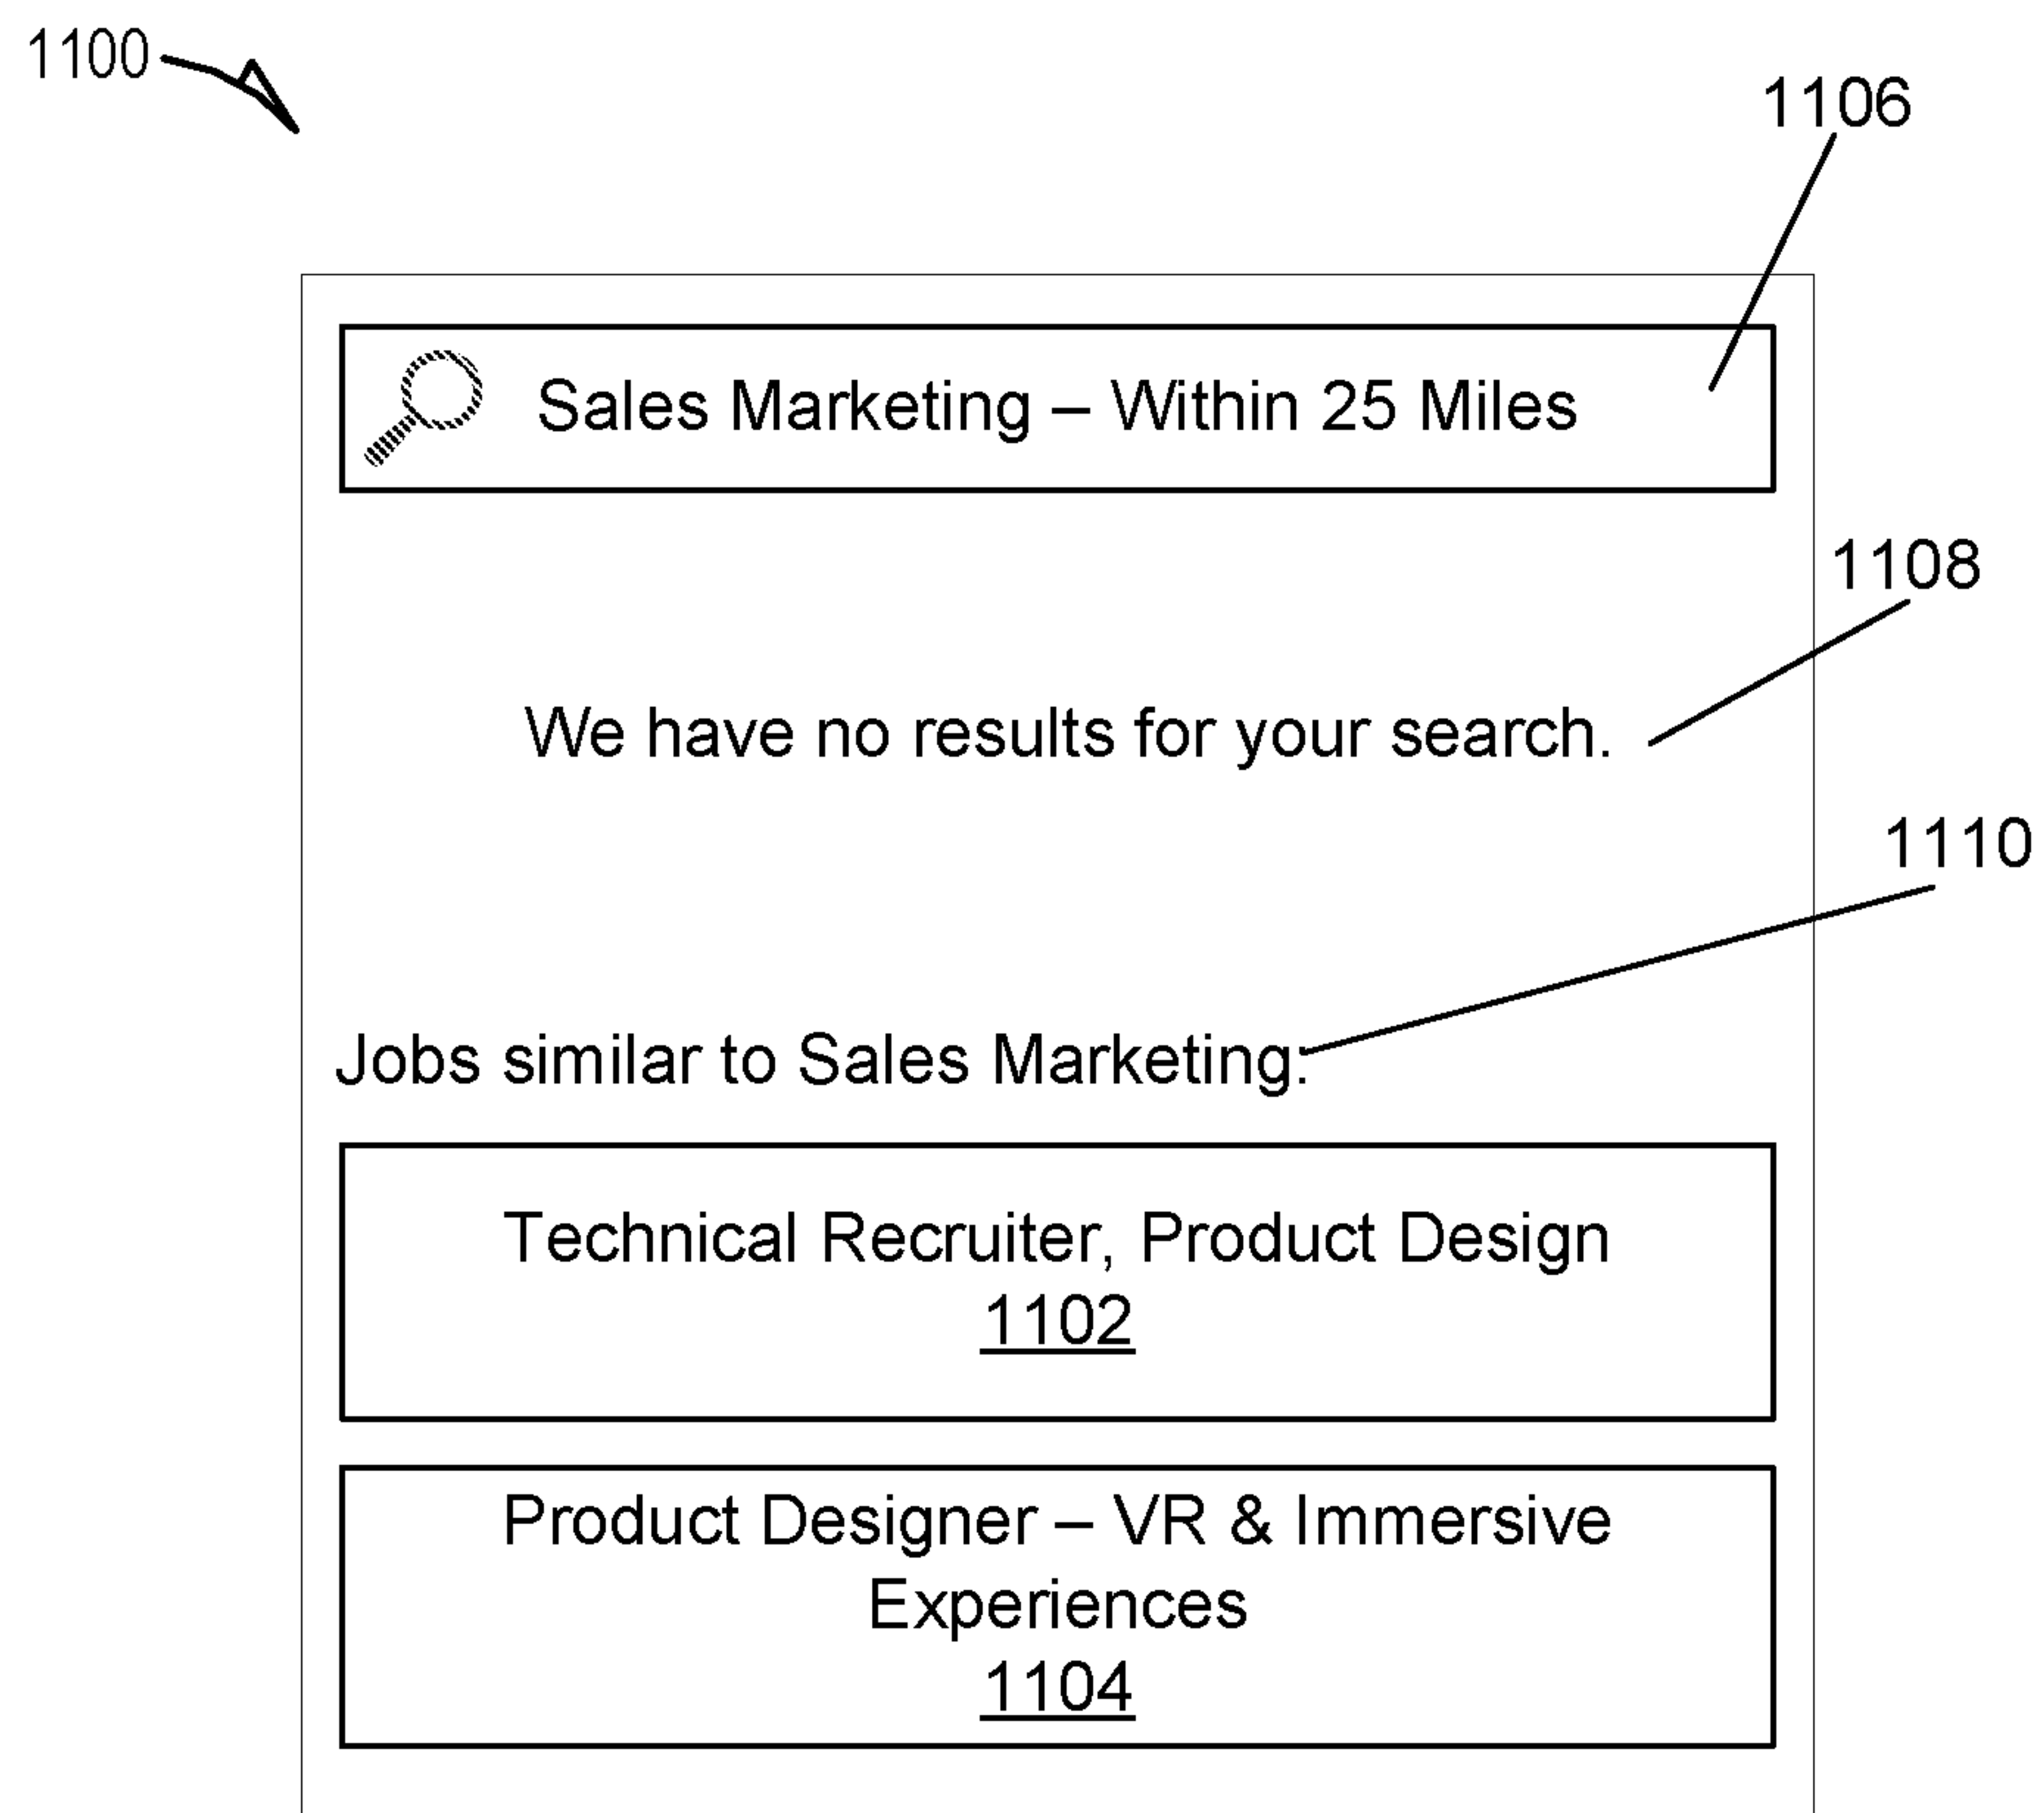 1100
1106
Sales Marketing – Within 25 Miles
1108
We have no results for your search.
1110
Jobs similar to Sales Marketing:
Technical Recruiter, Product Design
1102
Product Designer – VR & Immersive
Experiences
1104